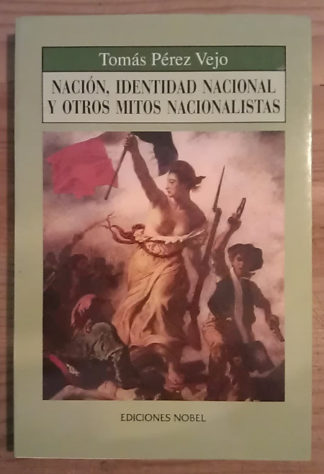 Tomás Pérez Vejo
NACIÓN, IDENTIDAD NACIONAL
Y OTROS MITOS NACIONALISTAS
EDICIONES NOBEL